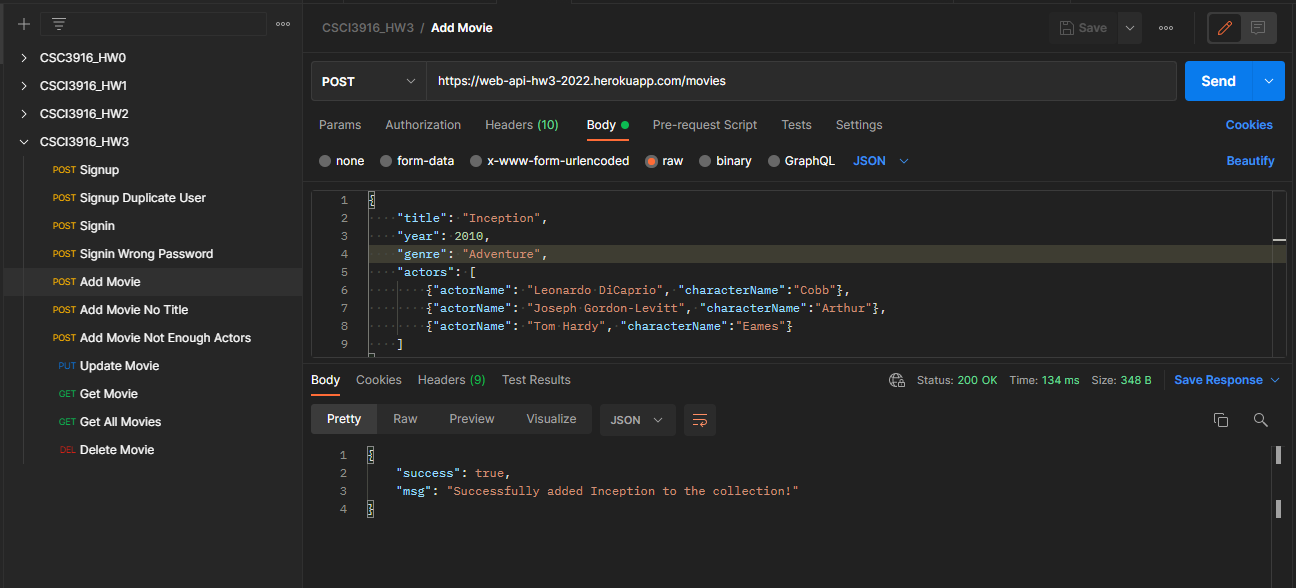 CSCI3916_HW3 / Add Movie
Save
CSC3916_HW0
CSCI3916_HW1
CSCI3916_HW2
CSCI3916_HW3
POST Signup
POST Signup Duplicate User
POST Signin
POST Signin Wrong Password
POST Add Movie
POST Add Movie No Title
POST Add Movie Not Enough Actors
PUT Update Movie
GET Get Movie
GET Get All Movies
DEL Delete Movie
POST https://web-api-hw3-2022.herokuapp.com/movies Send
Params Authorization Headers (10) Body Pre-request Script Tests Settings Cookies
none form-data x-www-form-urlencoded raw binary GraphQL JSON Beautify
1 {
2 "title": "Inception",
3 "year": 2010,
4 "genre": "Adventure",
5 "actors": [
6 {"actorName": "Leonardo DiCaprio", "characterName":"Cobb"},
7 {"actorName": "Joseph Gordon-Levitt", "characterName":"Arthur"},
8 {"actorName": "Tom Hardy", "characterName":"Eames"}
9 ]
Body Cookies Headers (9) Test Results Status: 200 OK Time: 134 ms Size: 348 B Save Response
Pretty Raw Preview Visualize JSON
1 {
2 "success": true,
3 "msg": "Successfully added Inception to the collection!"
4 }